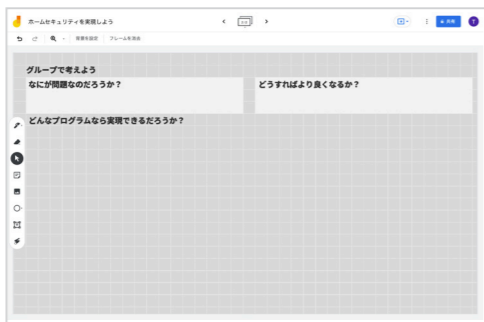 ホームセキュリティを実現しよう
共有
T
背景を設定 フレームを消去
グループで考えよう
なにが問題なのだろうか？ どうすればより良くなるか？
どんなプログラムなら実現できるだろうか？